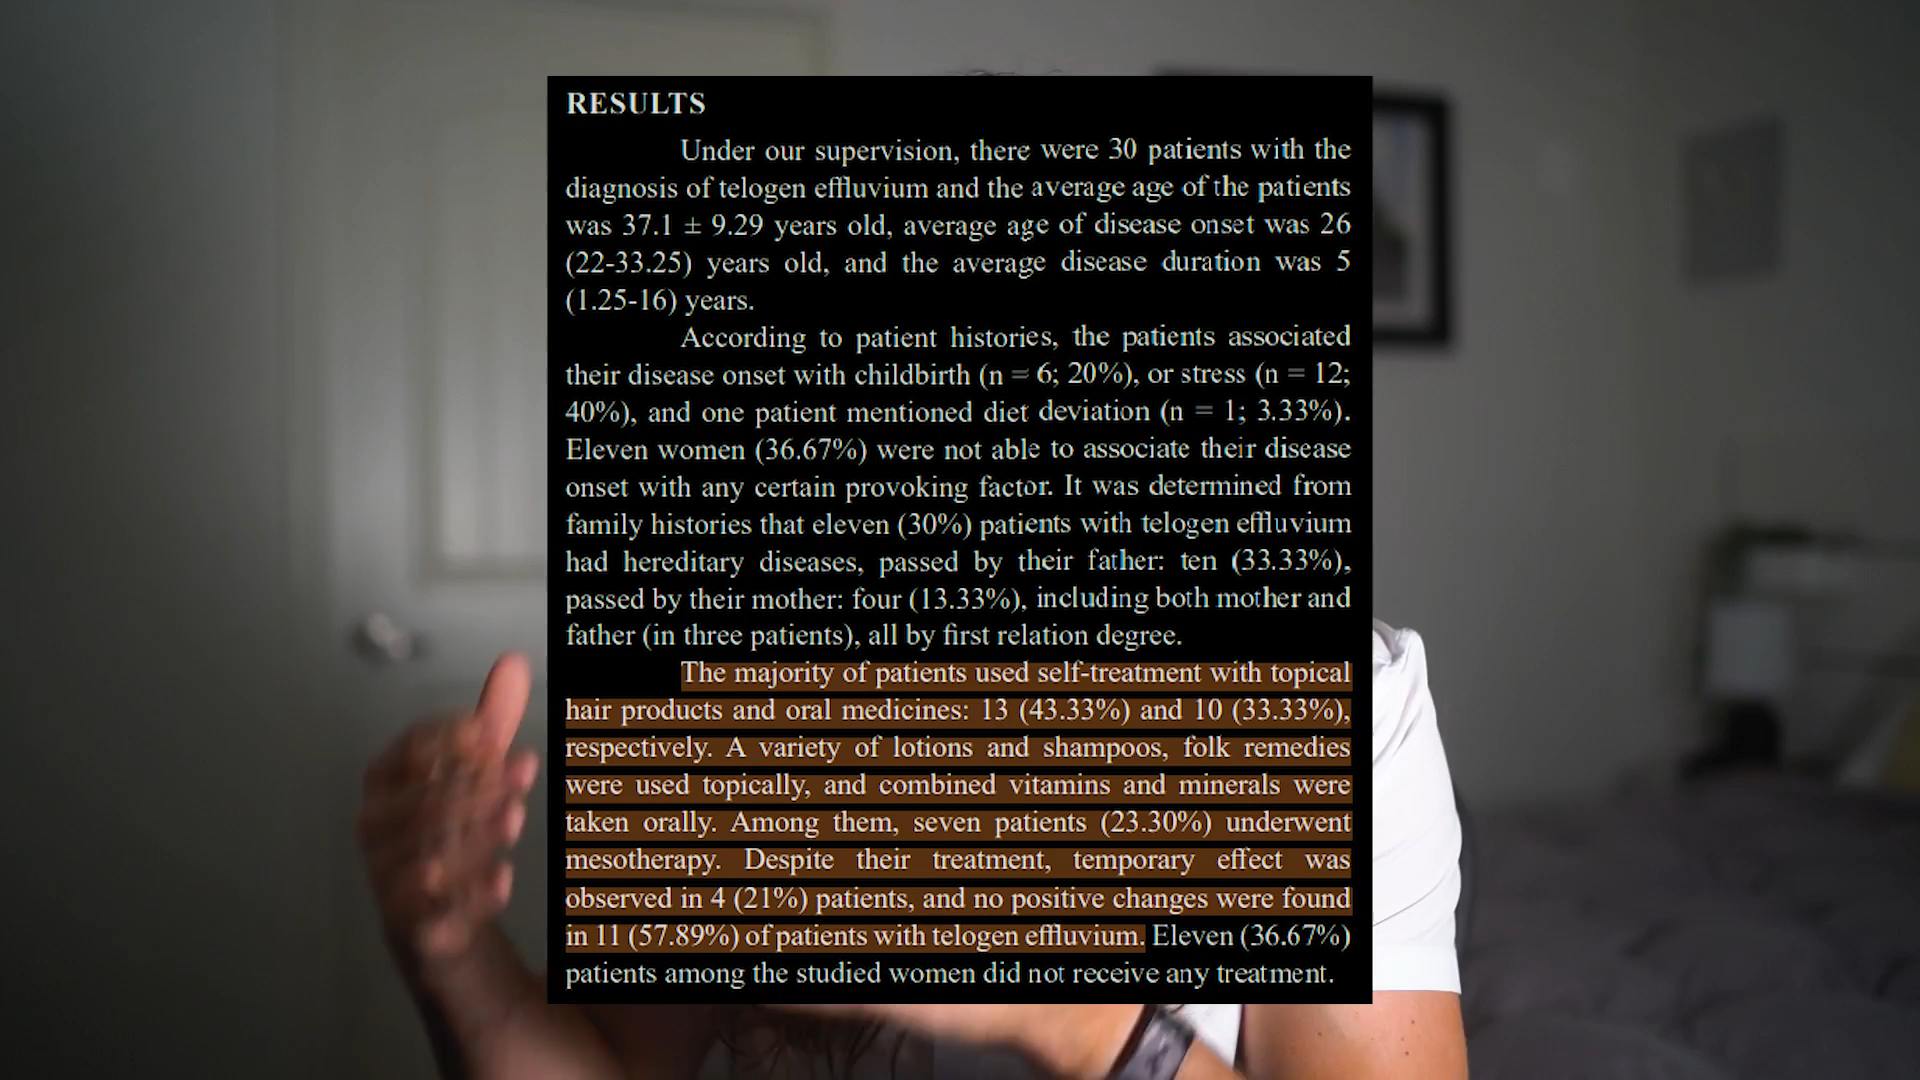 RESULTS
Under our supervision, there were 30 patients with the
diagnosis of telogen effluvium and the average age of the patients
was 37.1 ± 9.29 years old, average age of disease onset was 26
(22-33.25) years old, and the average disease duration was 5
(1.25-16) years.
According to patient histories, the patients associated
their disease onset with childbirth (n = 6; 20%), or stress (n = 12;
40%), and one patient mentioned diet deviation (n = 1; 3.33%).
Eleven women (36.67%) were not able to associate their disease
onset with any certain provoking factor. It was determined from
family histories that eleven (30%) patients with telogen effluvium
had hereditary diseases, passed by their father: ten (33.33%),
passed by their mother: four (13.33%), including both mother and
father (in three patients), all by first relation degree.
The majority of patients used self-treatment with topical
hair products and oral medicines: 13 (43.33%) and 10 (33.33%),
respectively. A variety of lotions and shampoos, folk remedies
were used topically, and combined vitamins and minerals were
taken orally. Among them, seven patients (23.30%) underwent
mesotherapy. Despite their treatment, temporary effect was
observed in 4 (21%) patients, and no positive changes were found
in 11 (57.89%) of patients with telogen effluvium. Eleven (36.67%)
patients among the studied women did not receive any treatment.